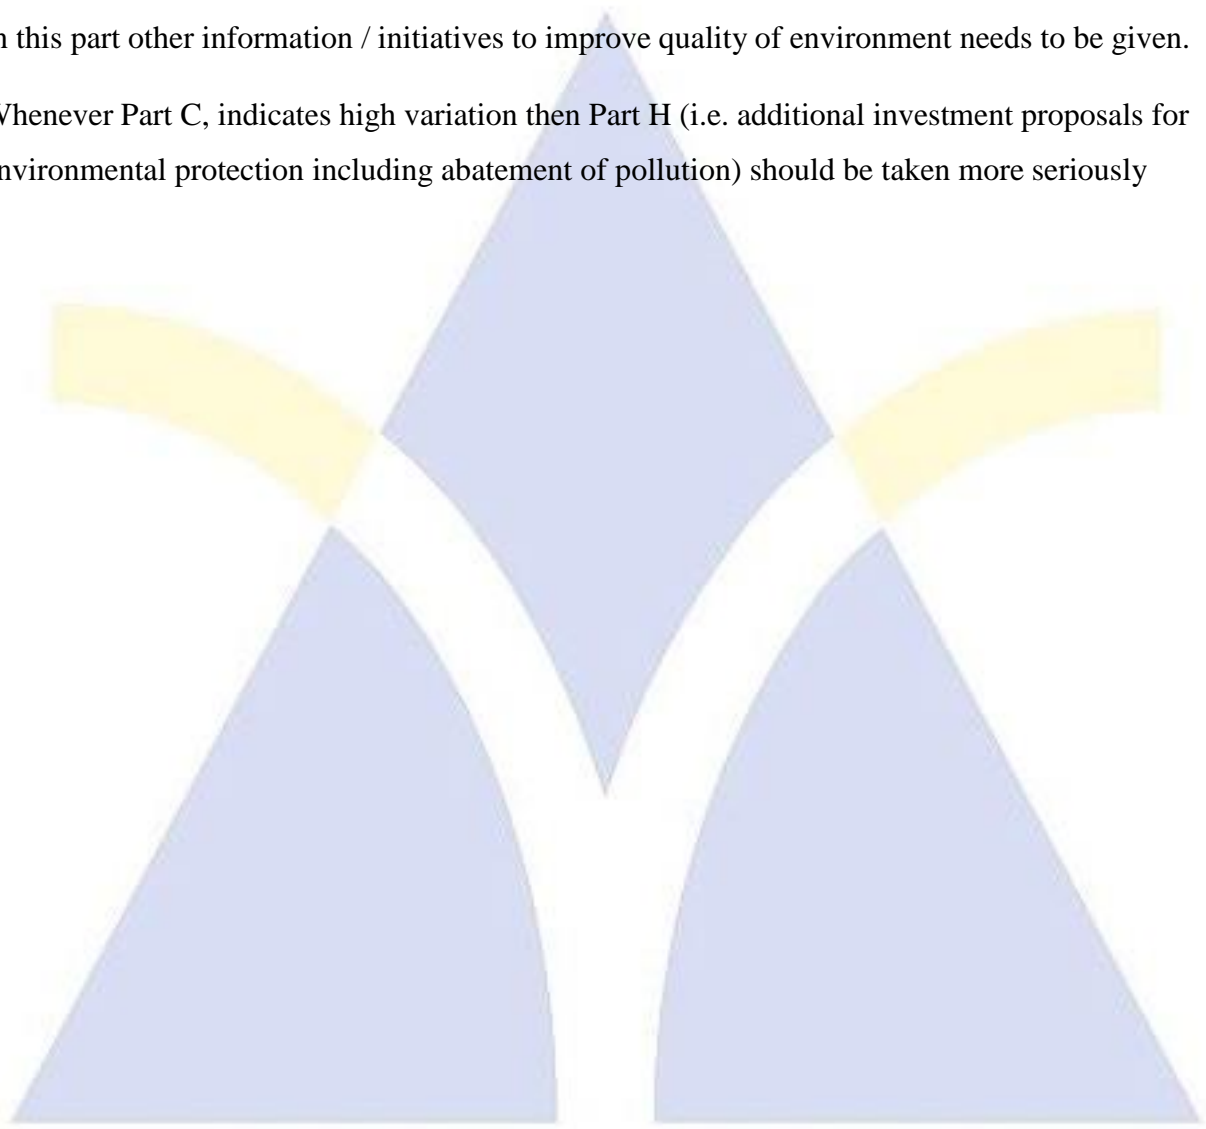 n this part other information / initiatives to improve quality of environment needs to be given.
Whenever Part C, indicates high variation then Part H (i.e. additional investment proposals for
nvironmental protection including abatement of pollution) should be taken more seriously